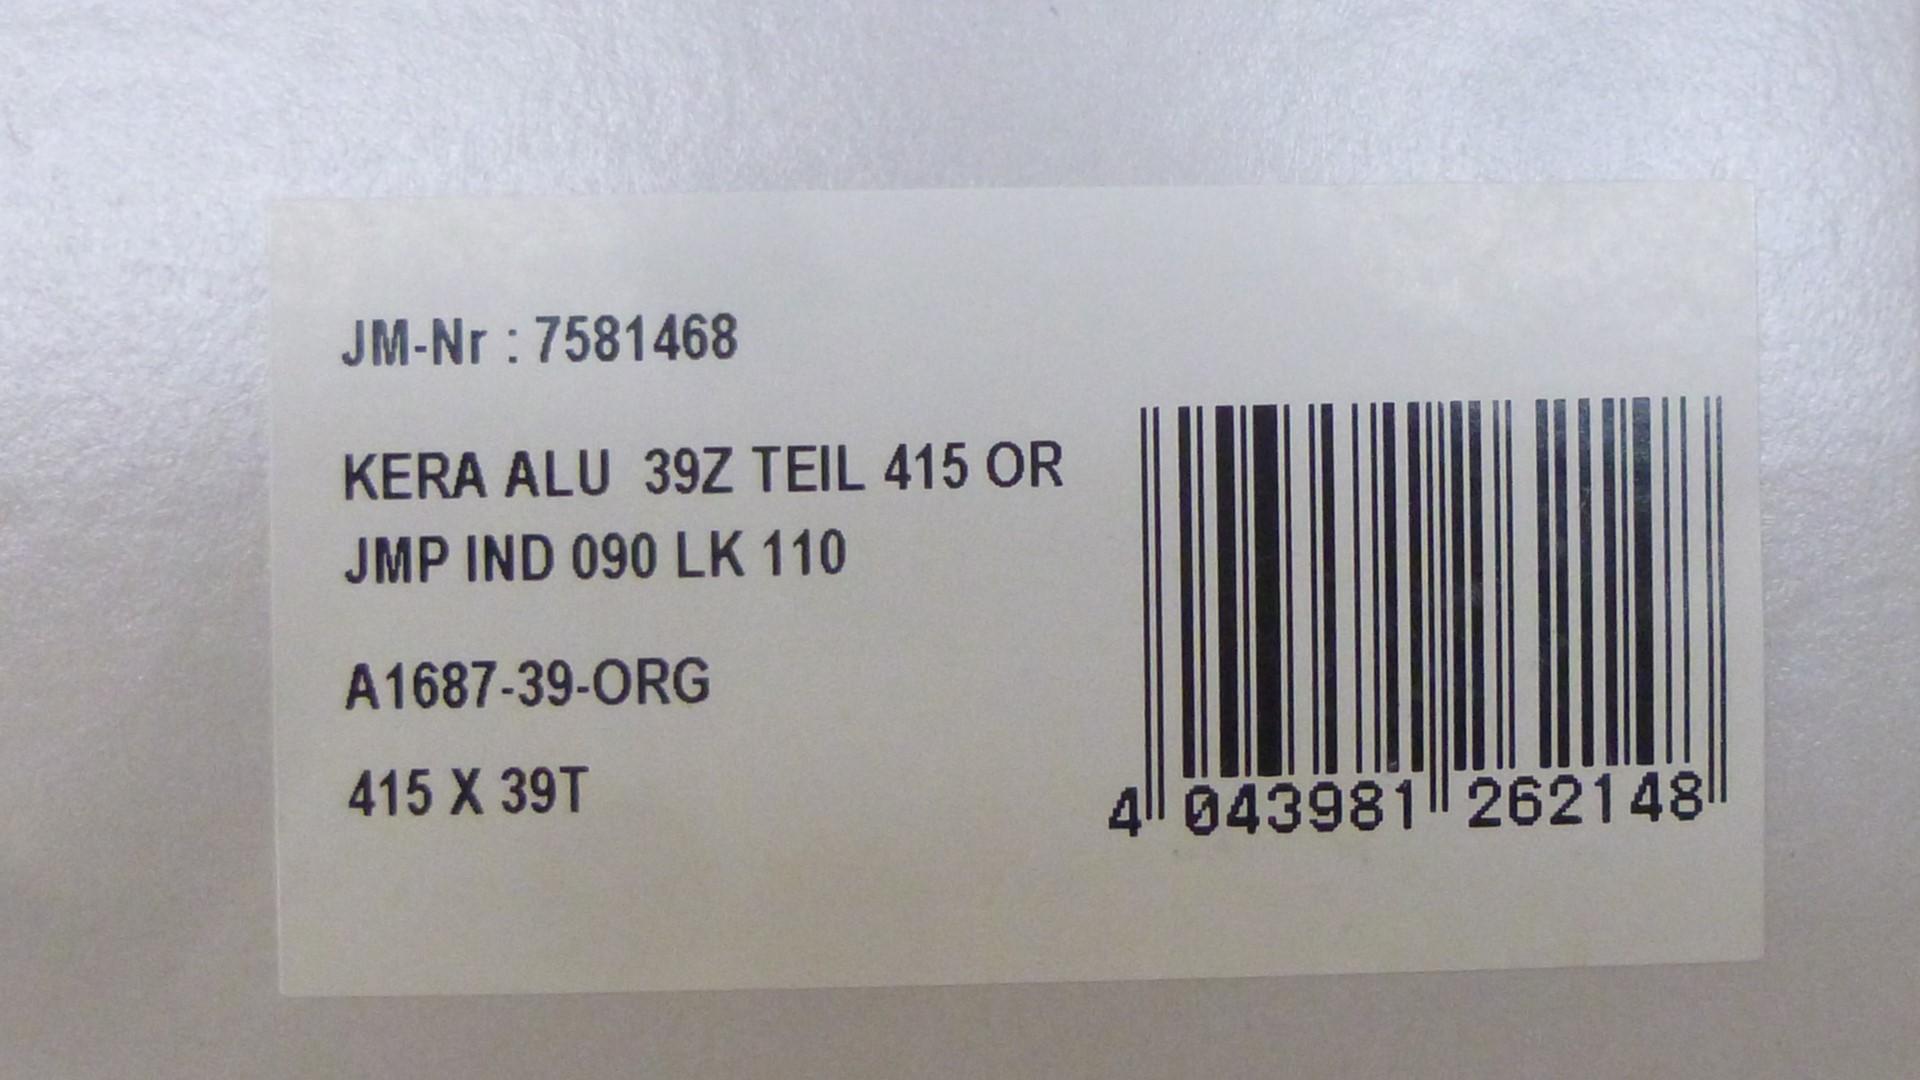 JM-Nr : 7581468
KERA ALU  39Z TEIL 415 OR
JMP IND 090 LK 110
A1687-39-ORG
415 X 39T
4 043981 262148